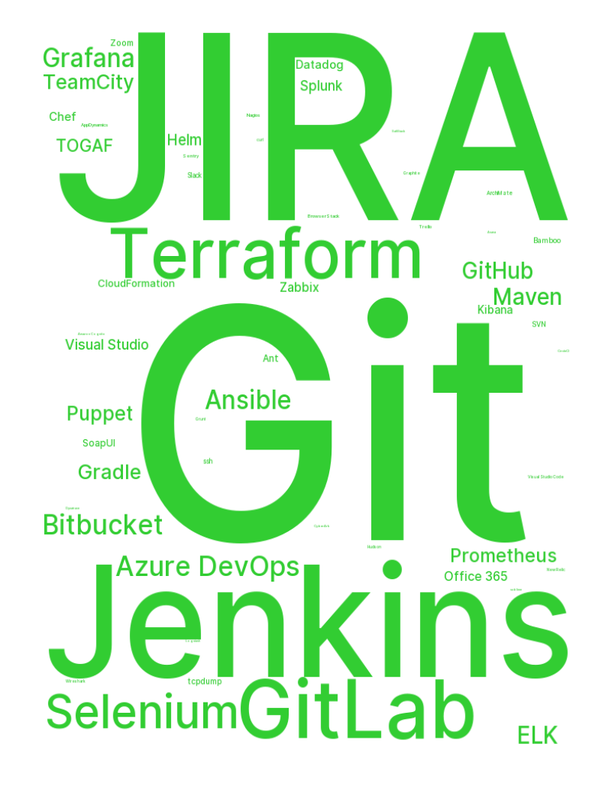 Zoom
Grafana
TeamCity
JIRA
Datadog
Splunk
Chef
AppDynamics
TOGAF
Helm
Nagios
Slack
Graphite
ArchiMate
Trello
Terraform
Bamboo
GitHub
CloudFormation
Zabbix
Maven
Kibana
SVN
Visual Studio
Git
Ant
Ansible
Puppet
SoapUI
ssh
Gradle
Visual Studio Code
Bitbucket
Prometheus
Azure DevOps
Office 365
Jenkins
tcpdump
Selenium
GitLab
ELK